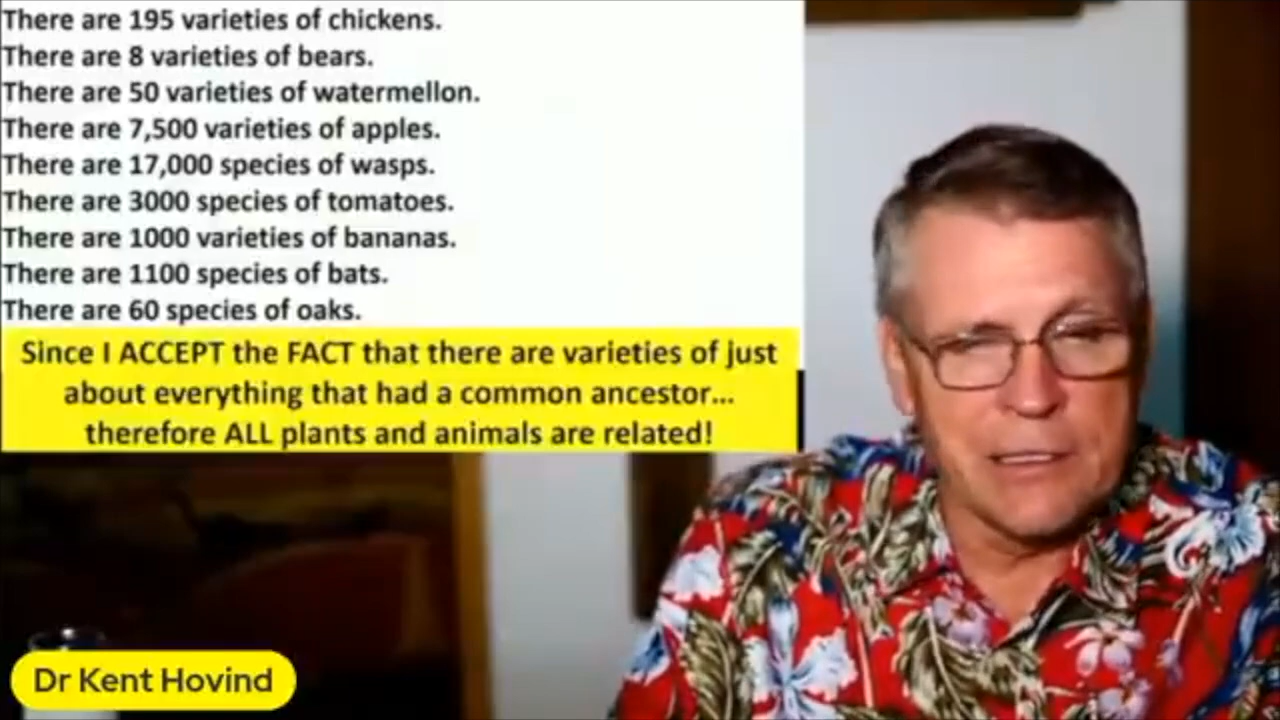 There are 195 varieties of chickens.
There are 8 varieties of bears.
There are 50 varieties of watermellon.
There are 7,500 varieties of apples.
There are 17,000 species of wasps.
There are 3000 species of tomatoes.
There are 1000 varieties of bananas.
There are 1100 species of bats.
There are 60 species of oaks.
Since I ACCEPT the FACT that there are varieties of just
about everything that had a common ancestor...
therefore ALL plants and animals are related!
Dr Kent Hovind